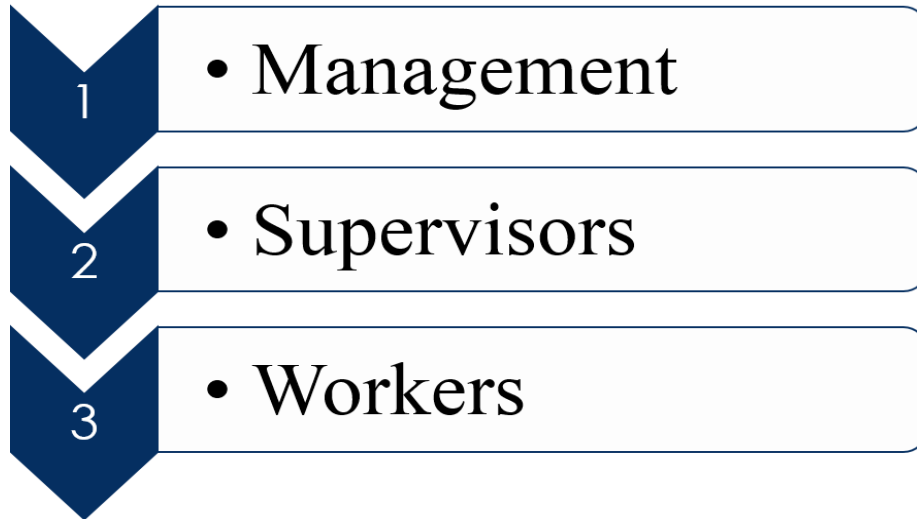 1 • Management
2 • Supervisors
3 • Workers